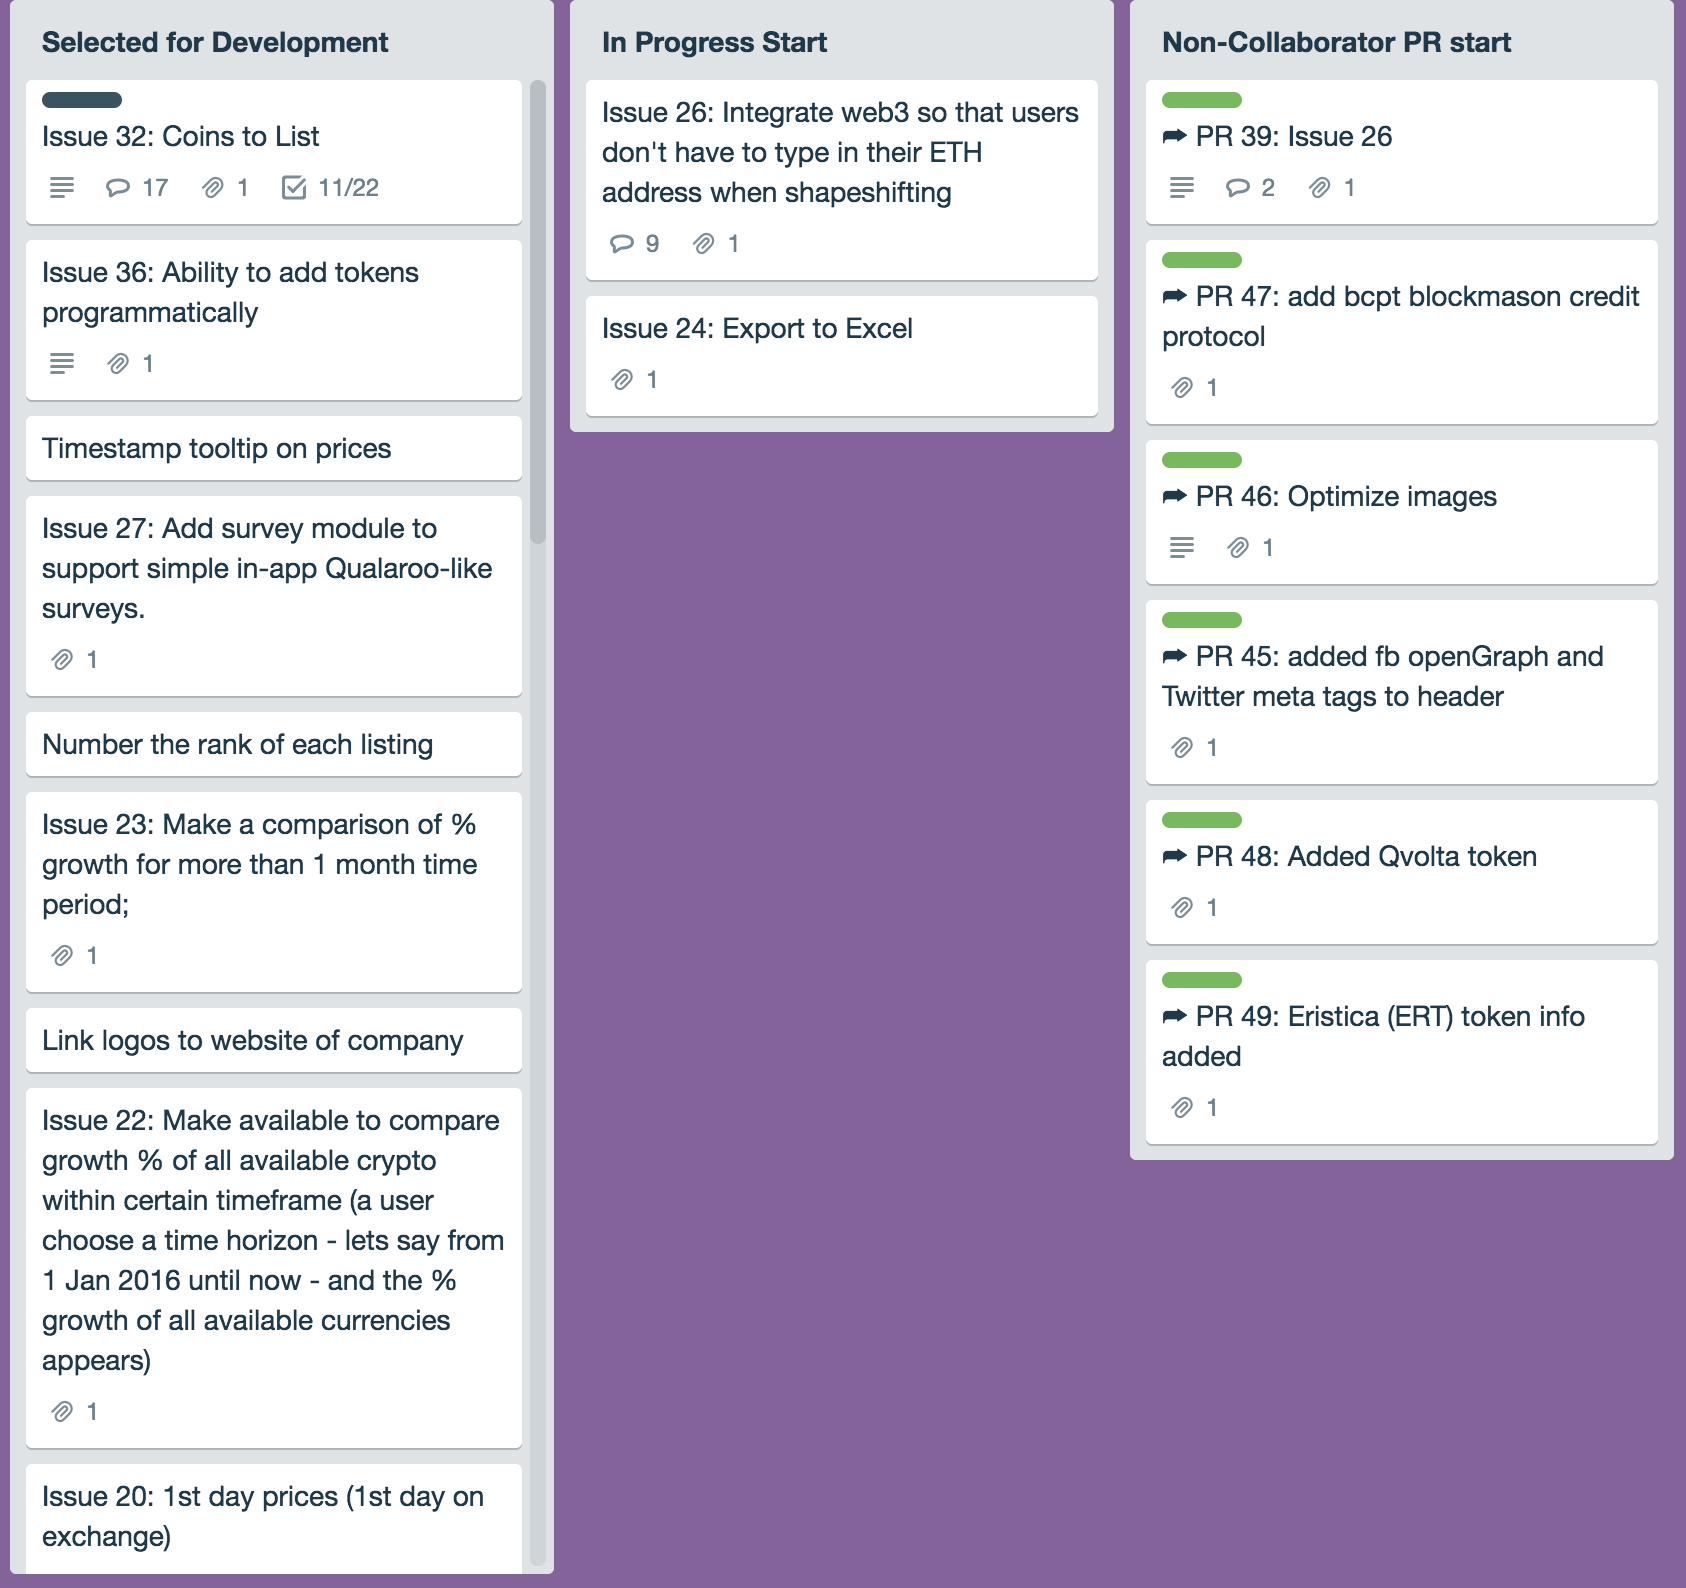 Selected for Development
Issue 32: Coins to List
17 1 11/22
Issue 36: Ability to add tokens
programmatically
1
Timestamp tooltip on prices
Issue 27: Add survey module to
support simple in-app Qualaroo-like
surveys.
1
Number the rank of each listing
Issue 23: Make a comparison of %
growth for more than 1 month time
period;
1
Link logos to website of company
Issue 22: Make available to compare
growth % of all available crypto
within certain timeframe (a user
choose a time horizon - lets say from
1 Jan 2016 until now - and the %
growth of all available currencies
appears)
1
Issue 20: 1st day prices (1st day on
exchange)
In Progress Start
Issue 26: Integrate web3 so that users
don't have to type in their ETH
address when shapeshifting
9 1
Issue 24: Export to Excel
1
Non-Collaborator PR start
➦ PR 39: Issue 26
2 1
➦ PR 47: add bcpt blockmason credit
protocol
1
➦ PR 46: Optimize images
1
➦ PR 45: added fb openGraph and
Twitter meta tags to header
1
➦ PR 48: Added Qvolta token
1
➦ PR 49: Eristica (ERT) token info
added
1